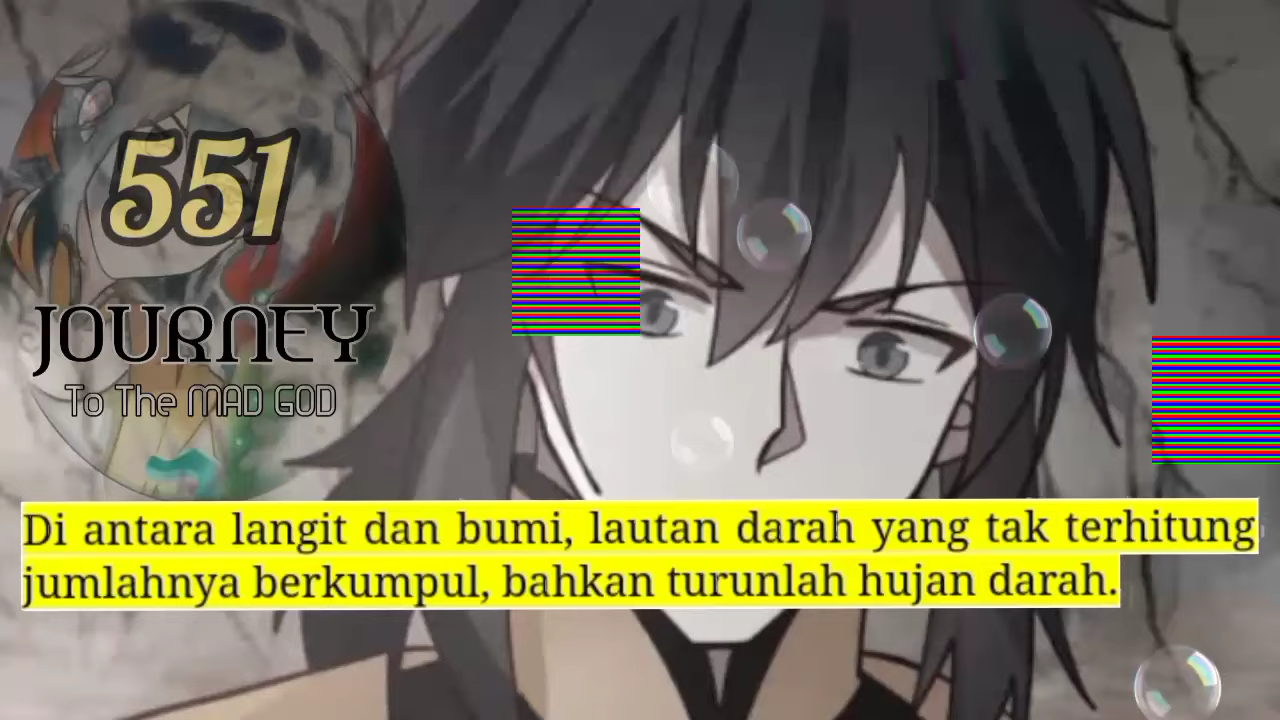 551
JOURNEY
To The MAD GOD
Di antara langit dan bumi, lautan darah yang tak terhitung
jumlahnya berkumpul, bahkan turunlah hujan darah.